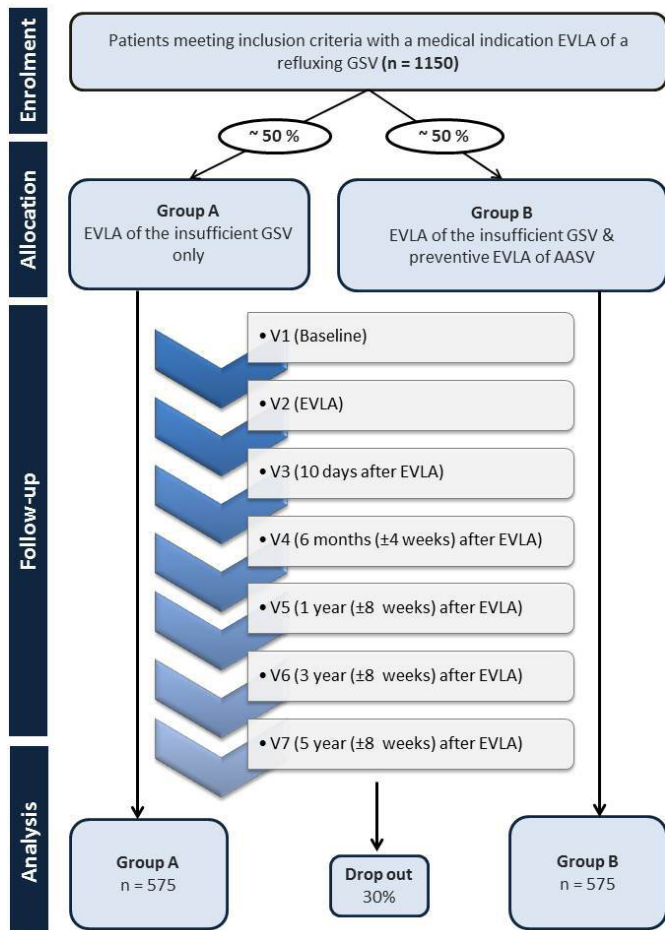 Enrolment
Patients meeting inclusion criteria with a medical indication EVLA of a
refluxing GSV (n = 1150)
~ 50 %
~ 50 %
Allocation
Group A
EVLA of the insufficient GSV
only
Group B
EVLA of the insufficient GSV &
preventive EVLA of AASV
Follow-up
• V1 (Baseline)
• V2 (EVLA)
• V3 (10 days after EVLA)
• V4 (6 months (±4 weeks) after EVLA)
• V5 (1 year (±8 weeks) after EVLA)
• V6 (3 year (±8 weeks) after EVLA)
• V7 (5 year (±8 weeks) after EVLA)
Analysis
Group A
n = 575
Drop out
30%
Group B
n = 575